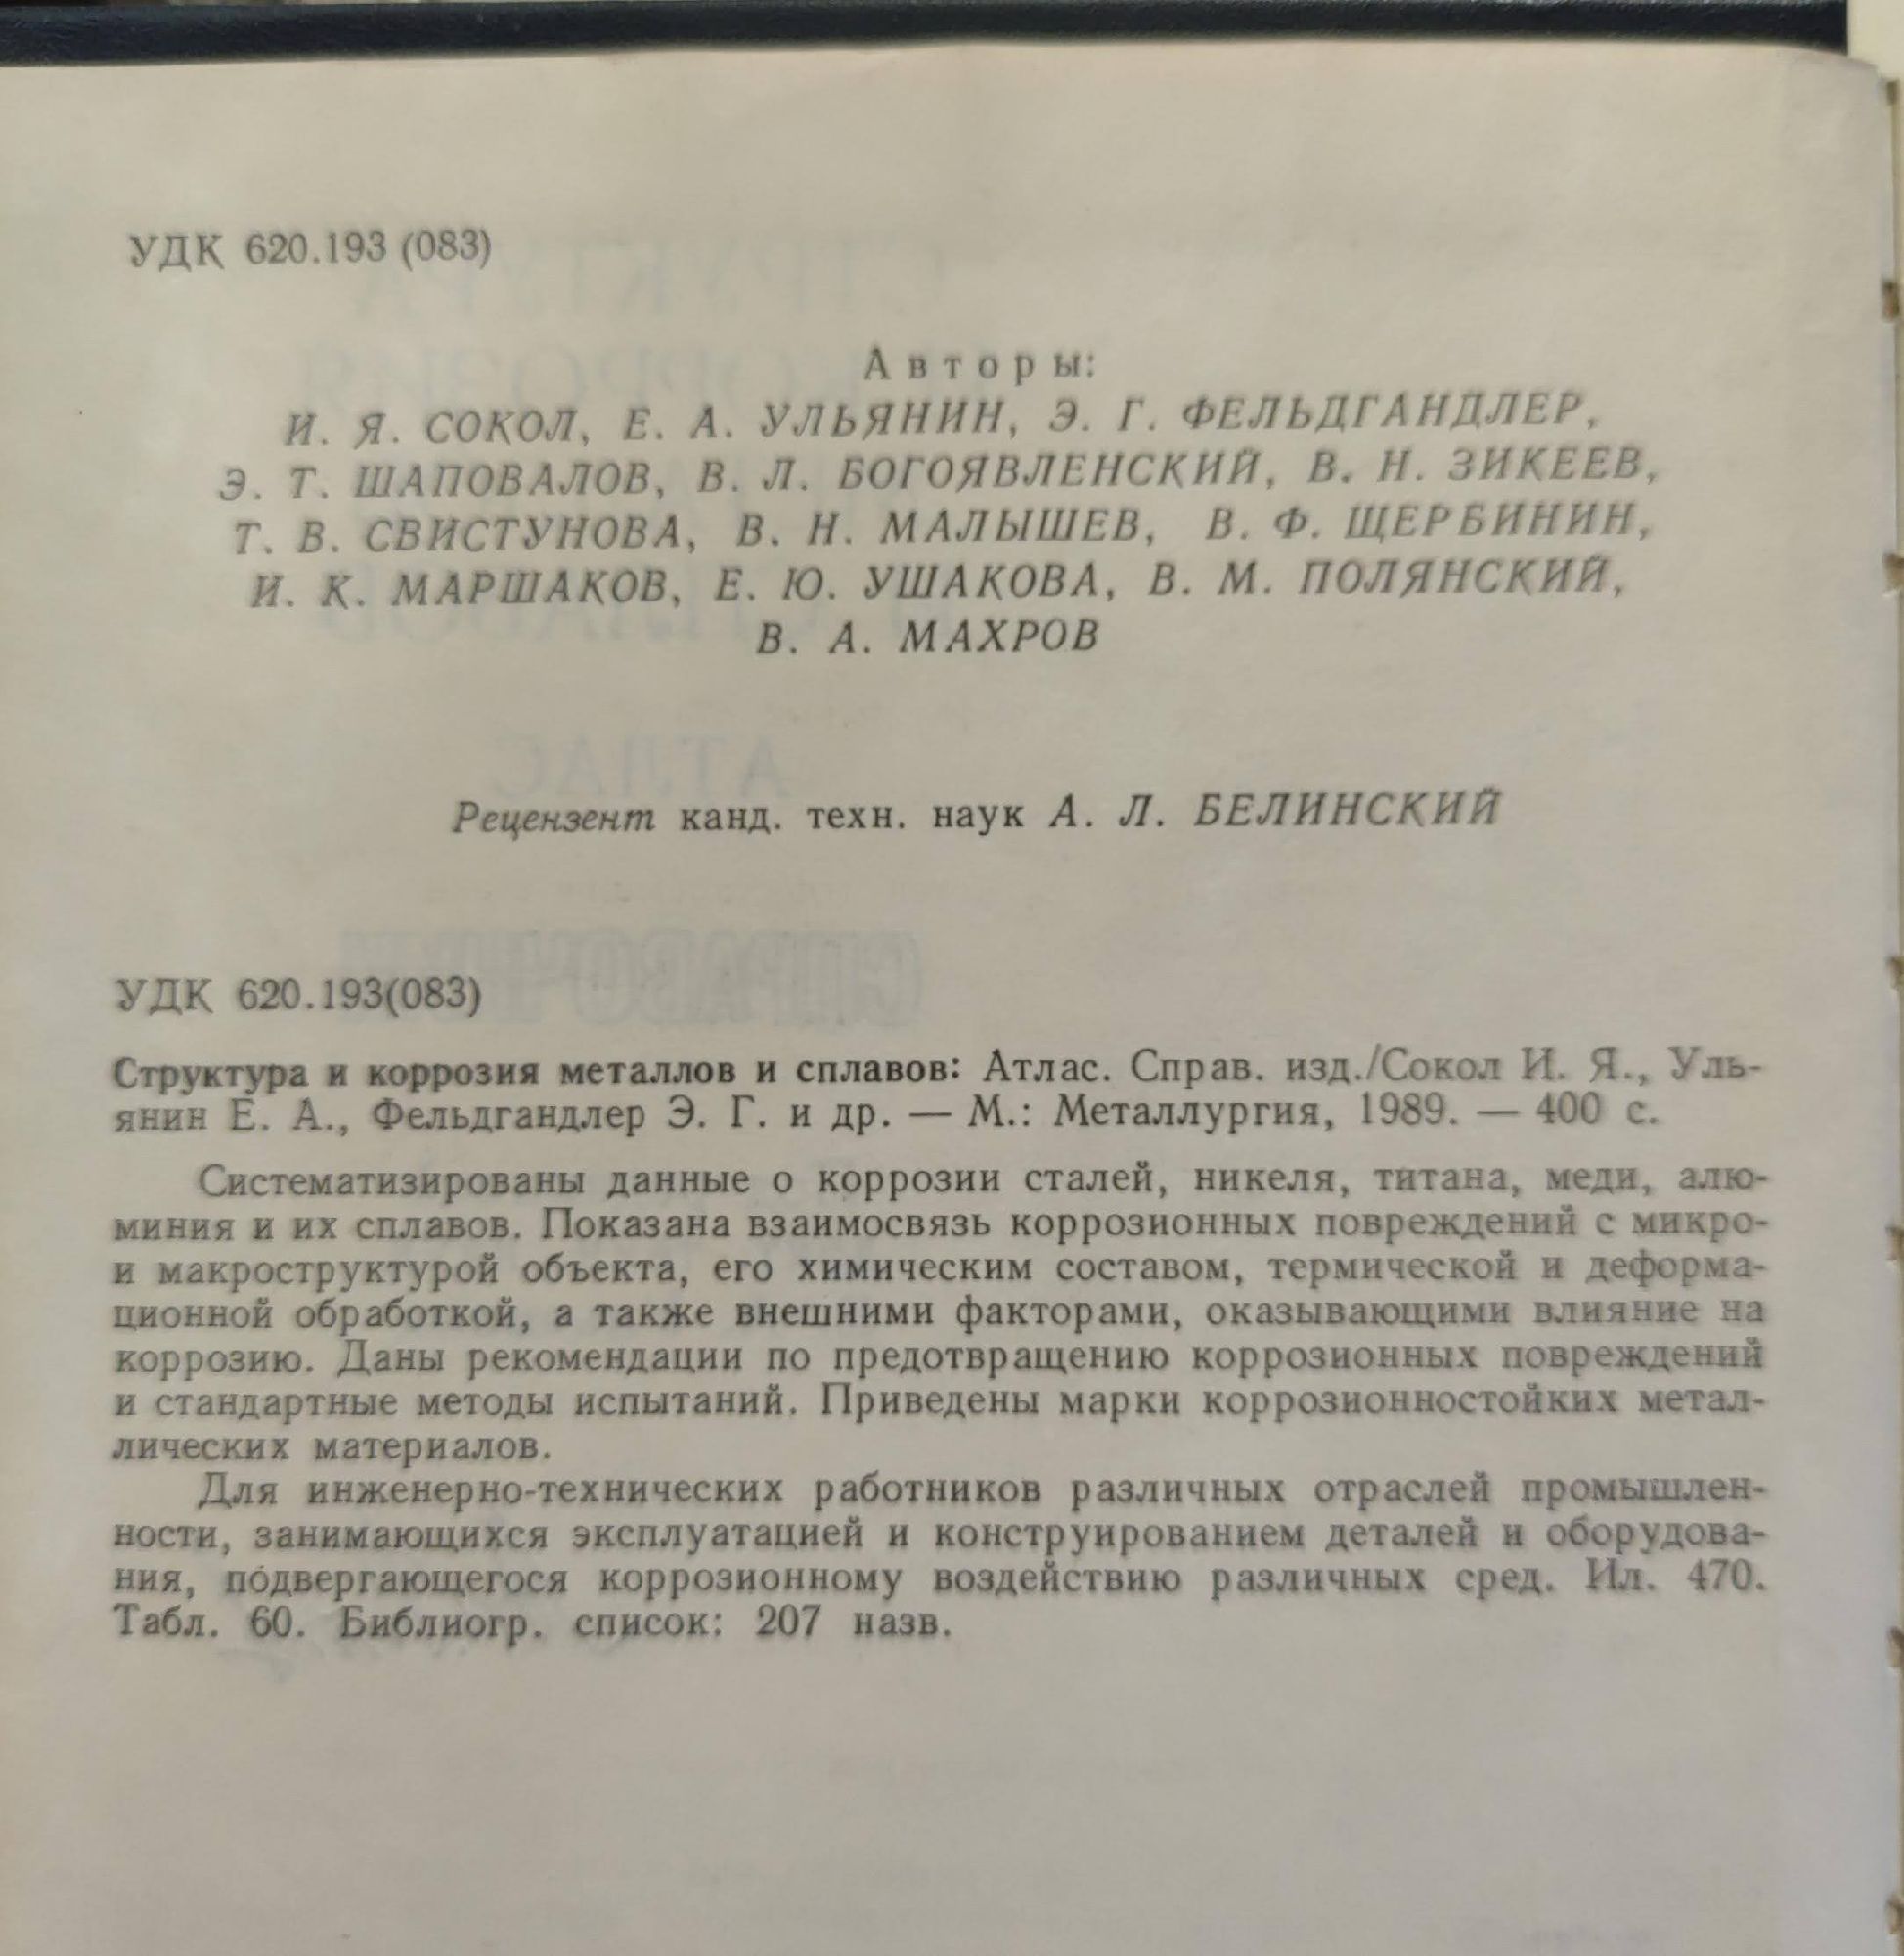 УДК 620.193 (083)
Авторы:
И. Я. СОКОЛ, Е. А. УЛЬЯНИН, Э. Г. ФЕЛЬДГАНДЛЕР,
Э. Т. ШАПОВАЛОВ, В. Л. БОГОЯВЛЕНСКИЙ, В. Н. ЗИКЕЕВ,
Т. В. СВИСТУНОВА, В. Н. МАЛЫШЕВ, В. Ф. ЩЕРБИНИН,
И. К. МАРШАКОВ, Е. Ю. УШАКОВА, В. М. ПОЛЯНСКИЙ,
В. А. МАХРОВ
Рецензент канд. техн. наук А. Л. БЕЛИНСКИЙ
УДК 620.193(083)
Структура и коррозия металлов и сплавов: Атлас. Справ. изд./Сокол И. Я., Уль-
янин Е. А., Фельдгандлер Э. Г. и др. — М.: Металлургия, 1989. — 400 с.
Систематизированы данные о коррозии сталей, никеля, титана, меди, алю-
миния и их сплавов. Показана взаимосвязь коррозионных повреждений с микро-
и макроструктурой объекта, его химическим составом, термической и деформа-
ционной обработкой, а также внешними факторами, оказывающими влияние на
коррозию. Даны рекомендации по предотвращению коррозионных повреждений
и стандартные методы испытаний. Приведены марки коррозионностойких метал-
лических материалов.
Для инженерно-технических работников различных отраслей промышлен-
ности, занимающихся эксплуатацией и конструированием деталей и оборудова-
ния, подвергающегося коррозионному воздействию различных сред. Ил. 470.
Табл. 60. Библиогр. список: 207 назв.